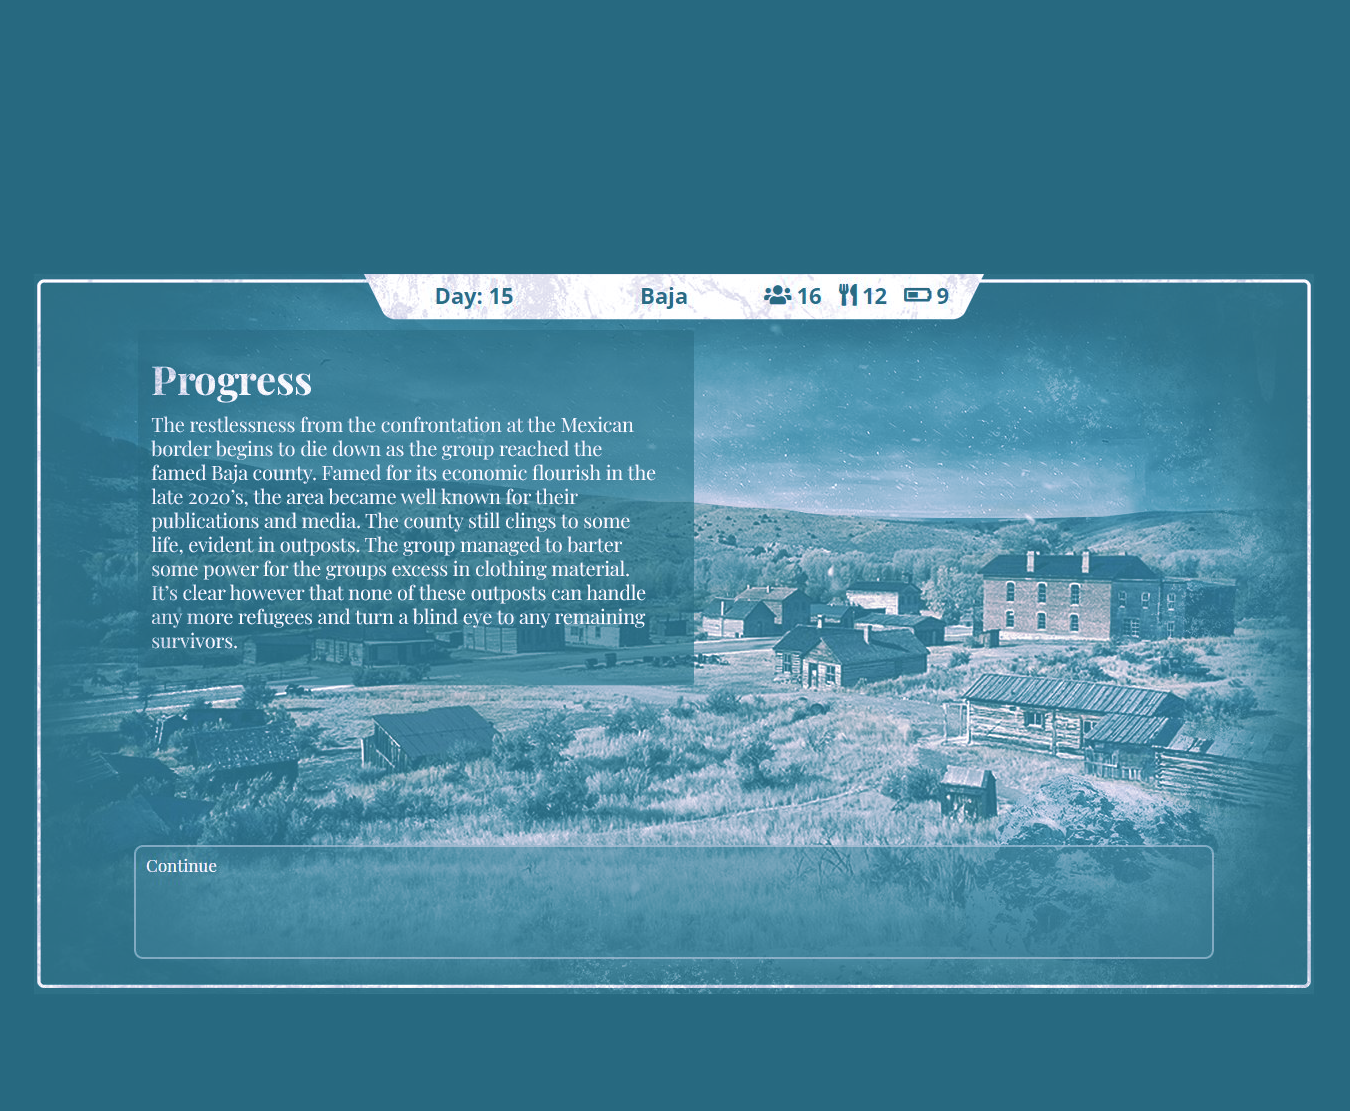 Day: 15 Baja 16 12 9
Progress
The restlessness from the confrontation at the Mexican
border begins to die down as the group reached the
famed Baja county. Famed for its economic flourish in the
late 2020's, the area became well known for their
publications and media. The county still clings to some
life, evident in outposts. The group managed to barter
some power for the groups excess in clothing material.
It's clear however that none of these outposts can handle
any more refugees and turn a blind eye to any remaining
survivors.
Continue